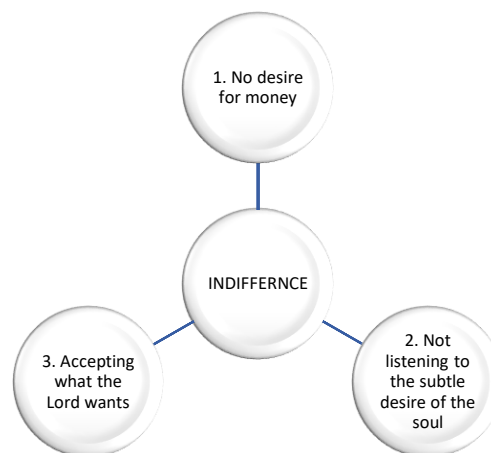 1. No desire
for money
INDIFFERNCE
2. Not
listening to
the subtle
desire of the
soul
3. Accepting
what the
Lord wants